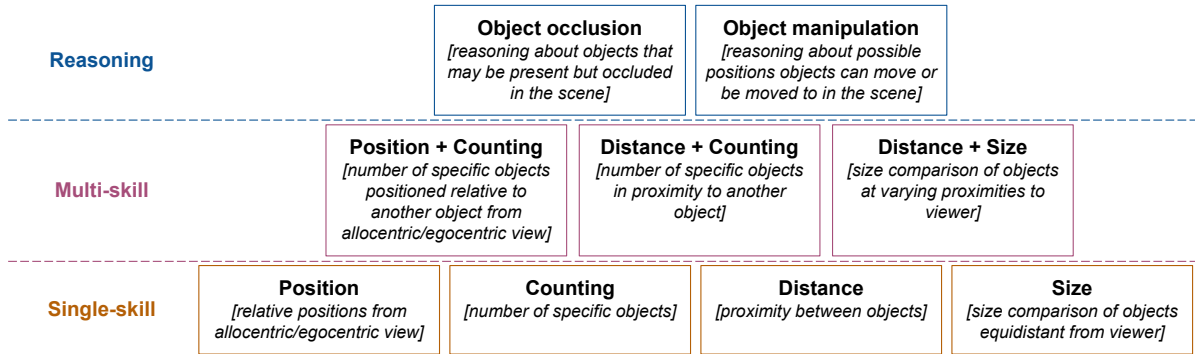 Reasoning
Object occlusion
[reasoning about objects that
may be present but occluded
in the scene]
Object manipulation
[reasoning about possible
positions objects can move or
be moved to in the scene]
Multi-skill
Position + Counting
[number of specific objects
positioned relative to
another object from
allocentric/egocentric view]
Distance + Counting
[number of specific objects
in proximity to another
object]
Distance + Size
[size comparison of objects
at varying proximities to
viewer]
Single-skill
Position
[relative positions from
allocentric/egocentric view]
Counting
[number of specific objects]
Distance
[proximity between objects]
Size
[size comparison of objects
equidistant from viewer]